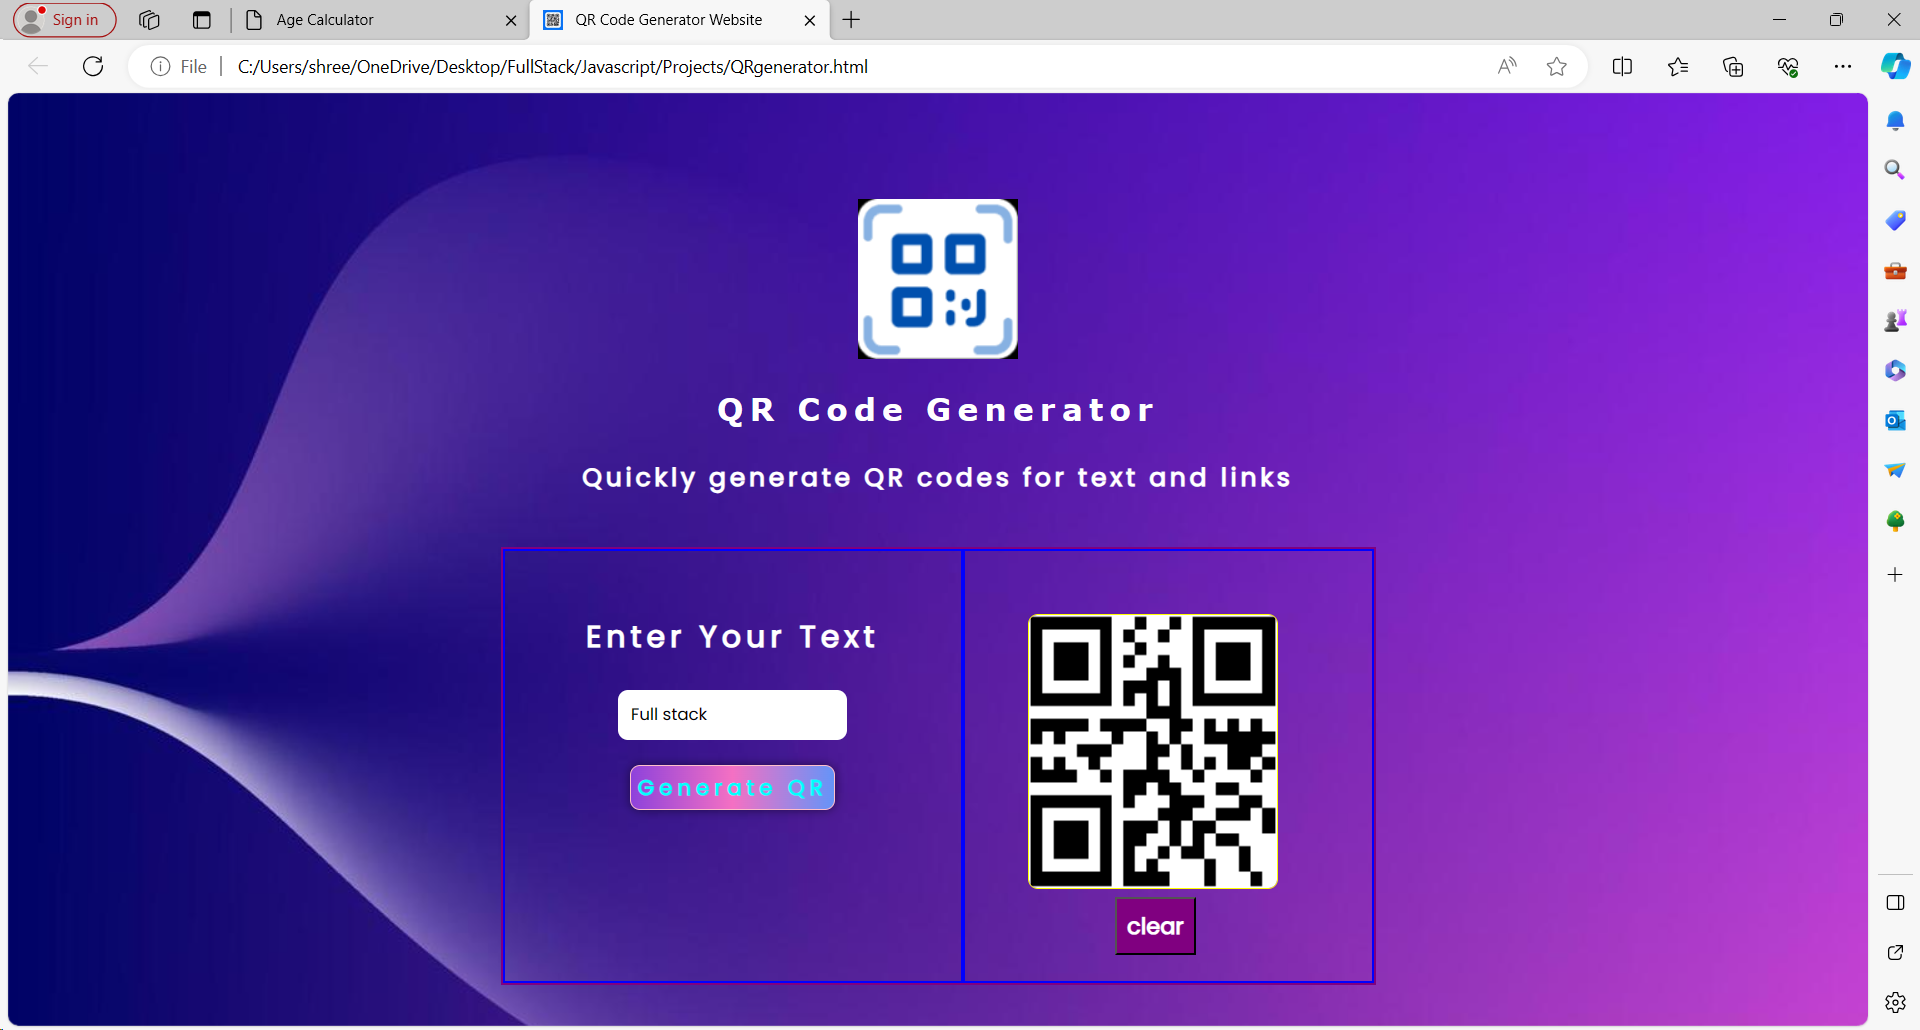 Sign in
Age Calculator
QR Code Generator Website
File
C:/Users/shree/OneDrive/Desktop/FullStack/Javascript/Projects/QRgenerator.html
QR Code Generator
Quickly generate QR codes for text and links
Enter Your Text
Full stack
Generate QR
clear